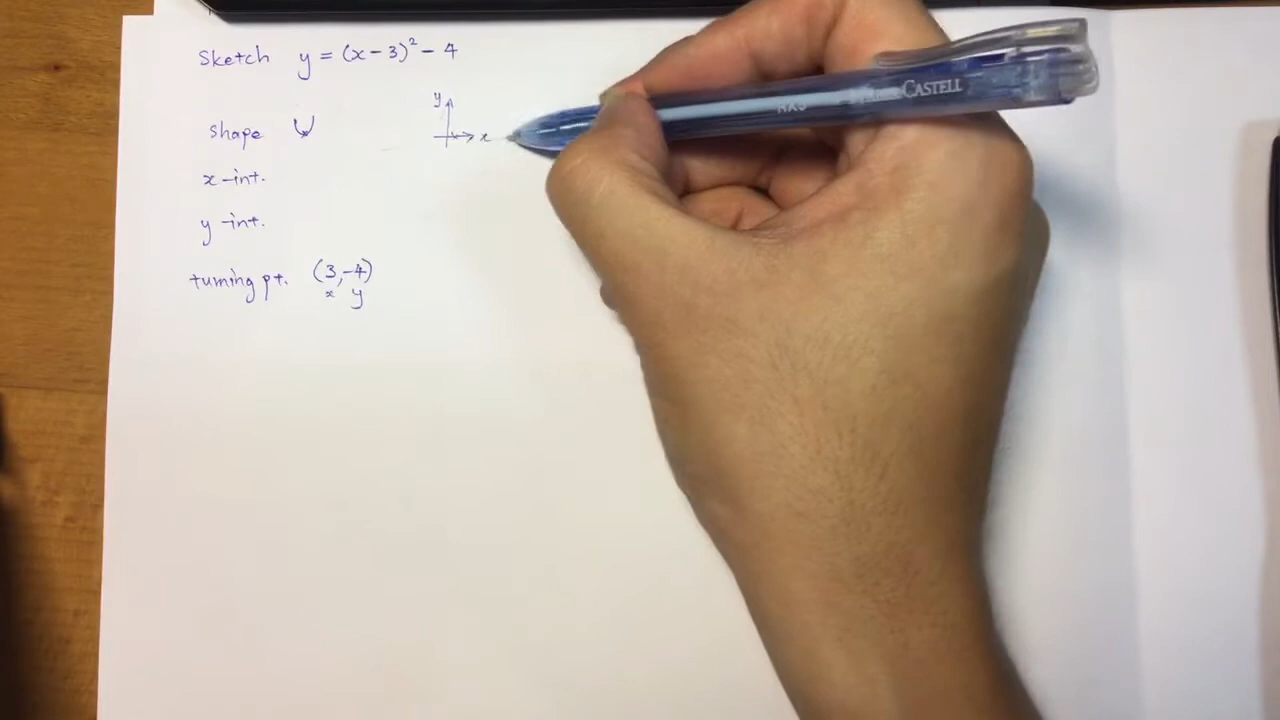 Sketch y = (x – 3)² – 4
y
x
shape
x-int.
y-int.
turning pt. (3,-4)
x y
CASTELL